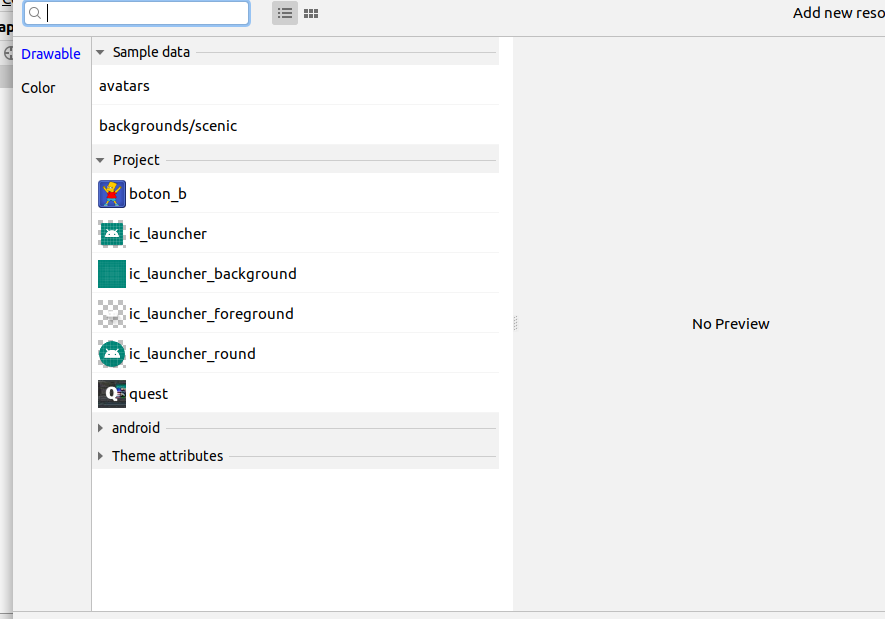 Add new reso
ap
Drawable
Color
Sample data
avatars
backgrounds/scenic
Project
boton_b
ic_launcher
ic_launcher_background
ic_launcher_foreground
ic_launcher_round
Q quest
android
Theme attributes
No Preview